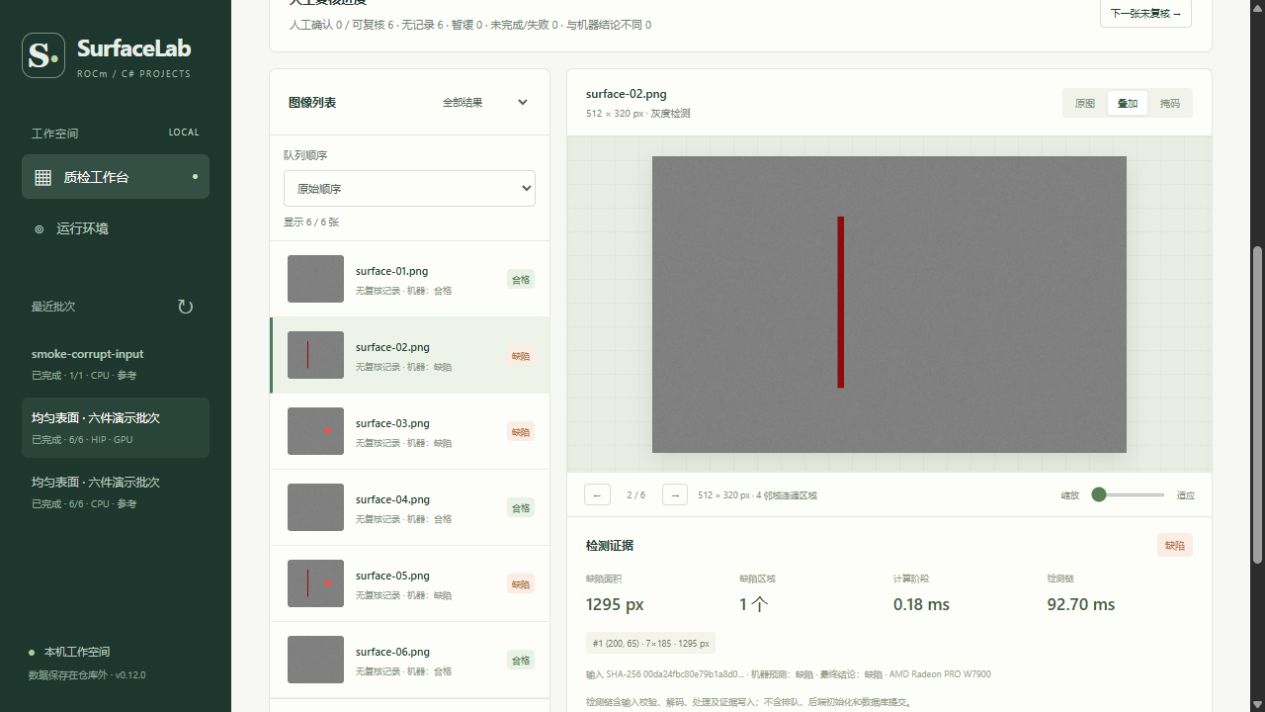 S.
SurfaceLab
ROCm / C# PROJECTS
工作空间
LOCAL
质检工作台
运行环境
最近批次
smoke-corrupt-input
已完成 · 1/1 · CPU · 参考
均匀表面 · 六件演示批次
已完成 · 6/6 · HIP · GPU
均匀表面 · 六件演示批次
已完成 · 6/6 · CPU · 参考
本机工作空间
数据保存在仓库外 · v0.12.0
人工复核进度
人工确认 0 / 可复核 6 · 无记录 6 · 暂缓 0 · 未完成/失败 0 · 与机器结论不同 0
下一张未复核 →
图像列表
全部结果
队列顺序
原始顺序
显示 6 / 6 张
surface-01.png
无复核记录 · 机器：合格
合格
surface-02.png
无复核记录 · 机器：缺陷
缺陷
surface-03.png
无复核记录 · 机器：缺陷
缺陷
surface-04.png
无复核记录 · 机器：合格
合格
surface-05.png
无复核记录 · 机器：缺陷
缺陷
surface-06.png
无复核记录 · 机器：合格
合格
surface-02.png
512 × 320 px · 灰度检测
原图
叠加
掩码
←
2 / 6
→
512 × 320 px · 4 邻域连通区域
缩放
适应
检测证据
缺陷
缺陷面积
缺陷区域
计算阶段
检测链
1295 px
1 个
0.18 ms
92.70 ms
#1 (200, 65) · 7×185 · 1295 px
输入 SHA-256 00da24fbc80e79b1a8d0… · 机器预测：缺陷 · 最终结论：缺陷 · AMD Radeon PRO W7900
检测链含输入校验、解码、处理及证据写入；不含排队、后端初始化和数据库提交。